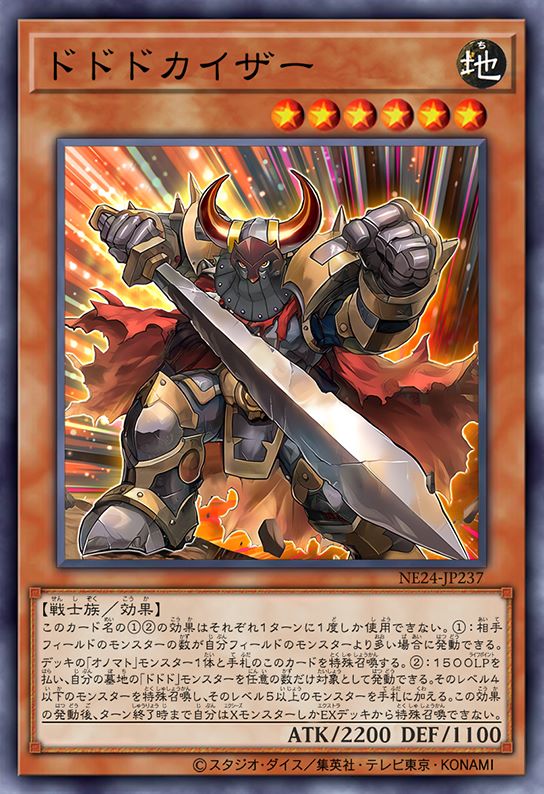 ドドドカイザー
地
NE24-JP237
【戦士族／効果】
このカード名の①②の効果はそれぞれ１ターンに１度しか使用できない。①：相手
フィールドのモンスターの数が自分フィールドのモンスターより多い場合に発動できる。
デッキの「オノマト」モンスター１体と手札のこのカードを特殊召喚する。②：１５００LPを
払い、自分の墓地の「ドドド」モンスターを任意の数だけ対象として発動できる。そのレベル４
以下のモンスターを特殊召喚し、そのレベル５以上のモンスターを手札に加える。この効果
の発動後、ターン終了時まで自分はXモンスターしかEXデッキから特殊召喚できない。
ATK/2200 DEF/1100
©スタジオ・ダイス／集英社・テレビ東京・KONAMI